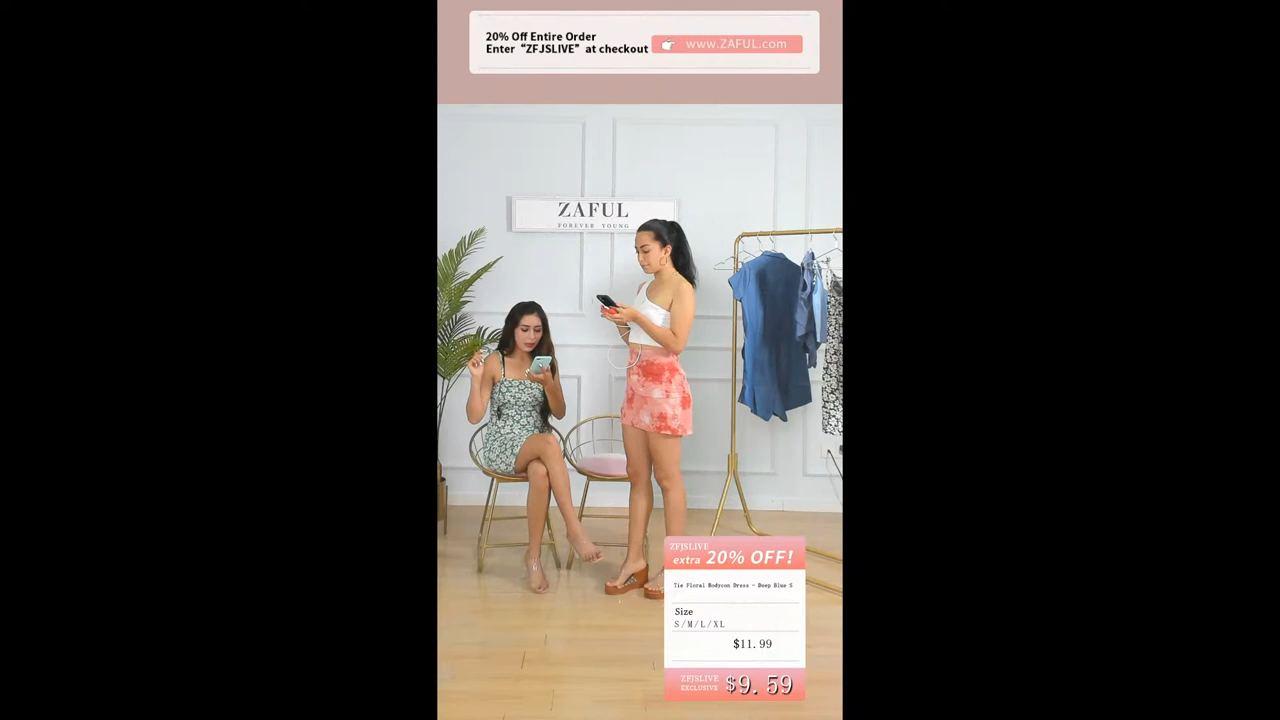 20% Off Entire Order
Enter “ZFJSLIVE” at checkout
www.ZAFUL.com
ZAFUL
FOREVER YOUNG
ZFJSLIVE
extra 20% OFF!
Tie Floral Bodycon Dress - Deep Blue S
Size
S/M/L/XL
$11.99
ZFJSLIVE
EXCLUSIVE
$9.59